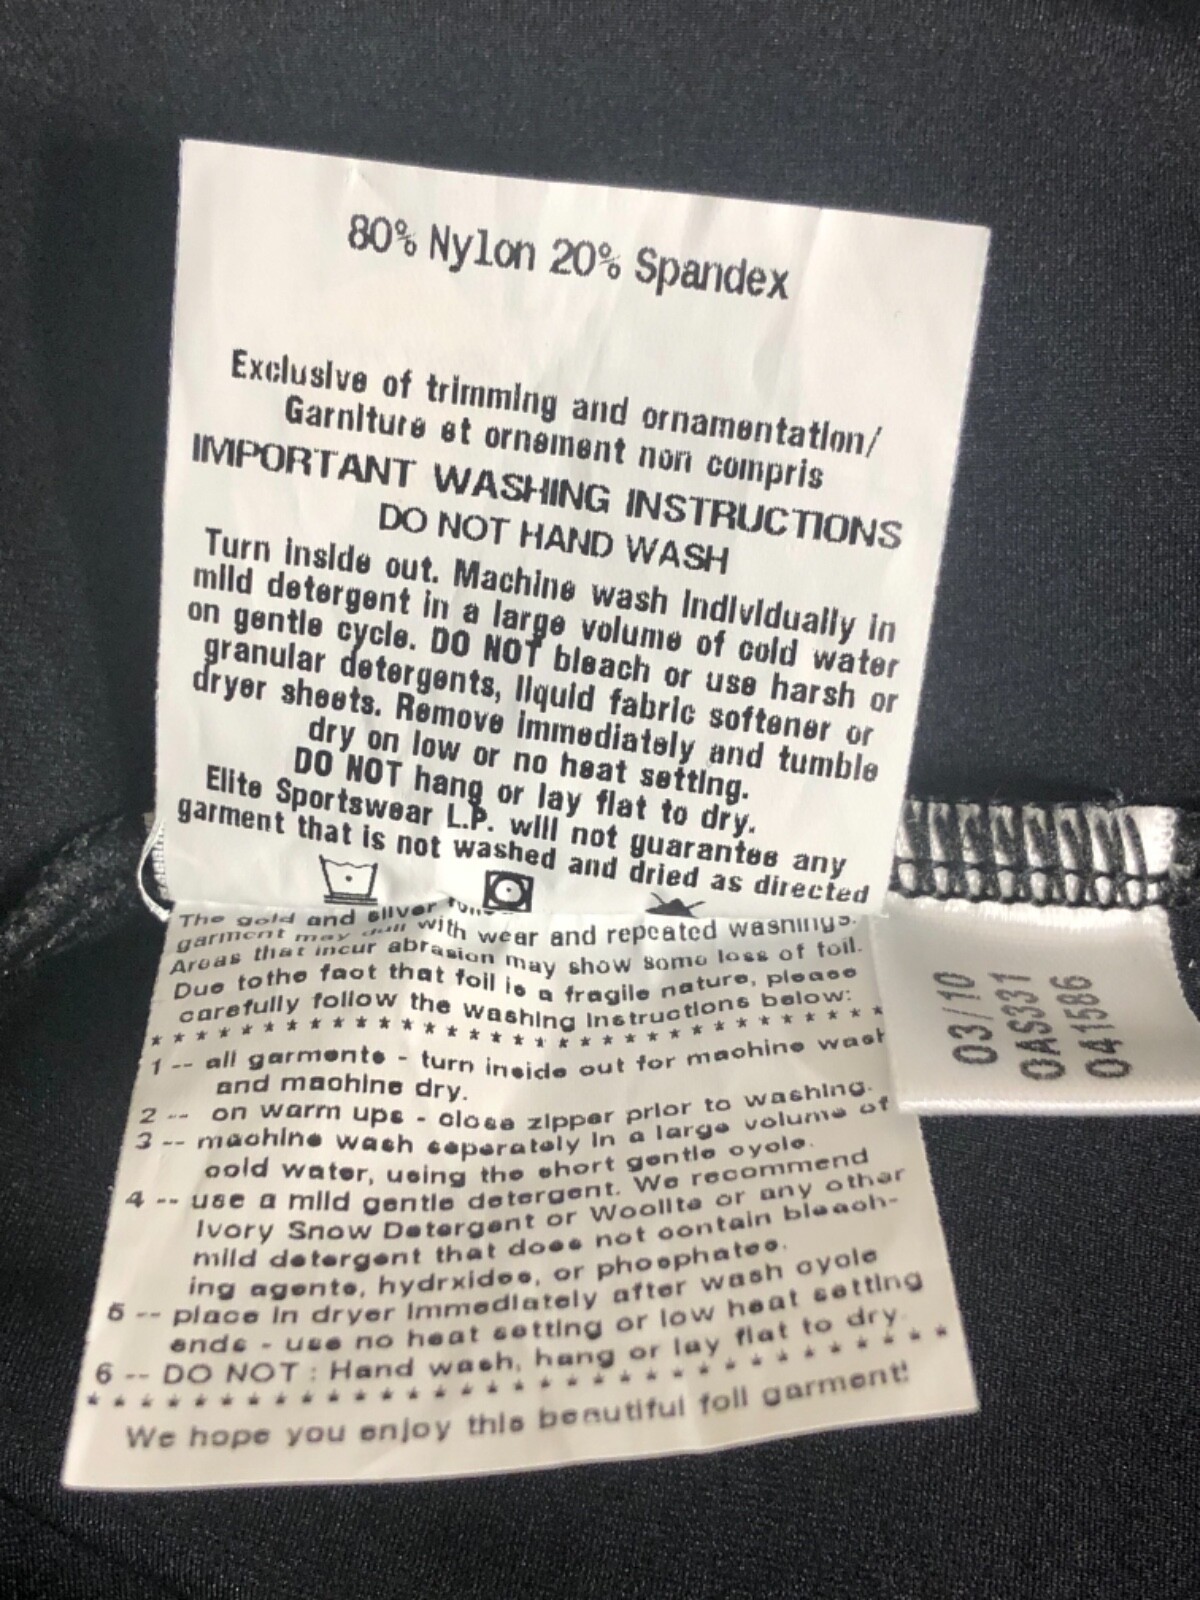 80% Nylon 20% Spandex
Exclusive of trimming and ornamentation/
Garniture et ornement non compris
IMPORTANT WASHING INSTRUCTIONS
DO NOT HAND WASH
Turn inside out. Machine wash individually in
mild detergent in a large volume of cold water
on gentle cycle. DO NOT bleach or use harsh or
granular detergents, liquid fabric softener or
dryer sheets. Remove immediately and tumble
dry on low or no heat setting.
DO NOT hang or lay flat to dry.
Elite Sportswear L.P. will not guarantee any
garment that is not washed and dried as directed
The gold and silver
garment may dull with wear and repeated washings.
Areas that incur abrasion may show some loss of foil.
Due tothe fact that foil is a fragile nature, please
carefully follow the washing instructions below:
* * * * * * * * * * * * * * * * * * * * * * * * * * * * *
1 -- all garments - turn inside out for machine wash
and machine dry.
2 -- on warm ups - close zipper prior to washing.
3 -- machine wash seperately in a large volume of
cold water, using the short gentle cycle.
4 -- use a mild gentle detergent. We recommend
Ivory Snow Detergent or Woolite or any other
mild detergent that does not contain bleach-
ing agents, hydrxides, or phosphates.
5 -- place in dryer immediately after wash cycle
ends - use no heat setting or low heat setting
6 -- DO NOT : Hand wash, hang or lay flat to dry.
* * * * * * * * * * * * * * * * * * * * * * * * * * * * *
We hope you enjoy this beautiful foil garment!
03/10
OAS331
041586